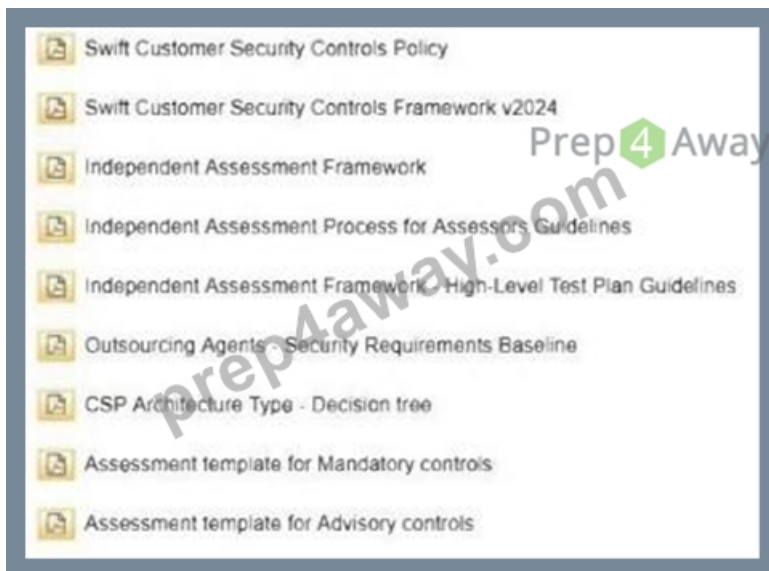 Swift Customer Security Controls Policy
Swift Customer Security Controls Framework v2024
Prep 4 Away
Independent Assessment Framework
Independent Assessment Process for Assessors Guidelines
Independent Assessment Framework - High-Level Test Plan Guidelines
Outsourcing Agents - Security Requirements Baseline
CSP Architecture Type - Decision tree
Assessment template for Mandatory controls
Assessment template for Advisory controls
prep4away.com